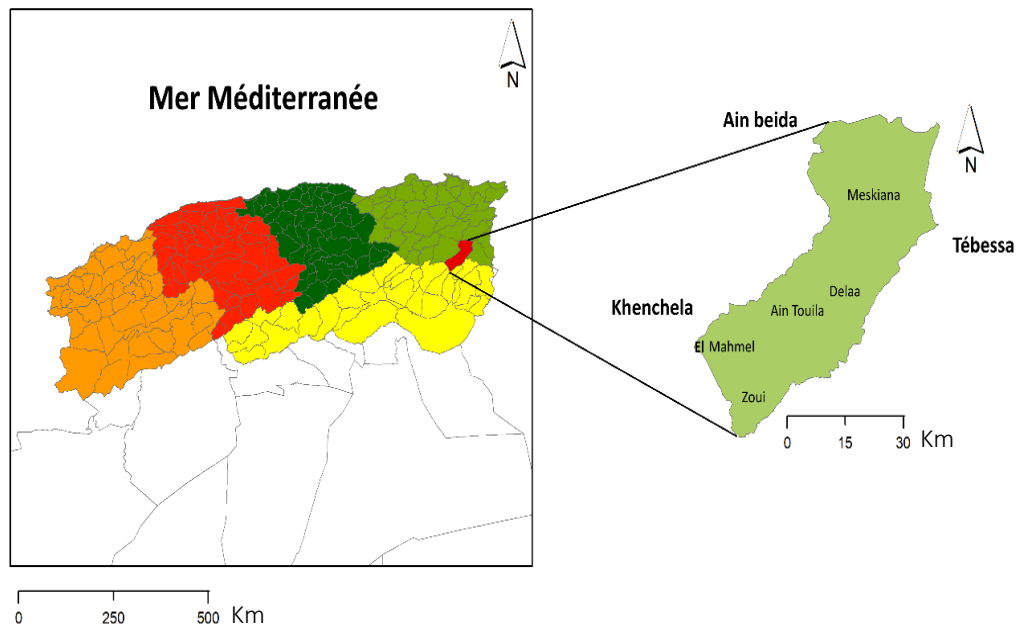 N
Mer Méditerranée
Ain beida
N
Meskiana
Tébessa
Khenchela
Delaa
Ain Touila
El Mahmel
Zoui
0 15 30 Km
0 250 500 Km